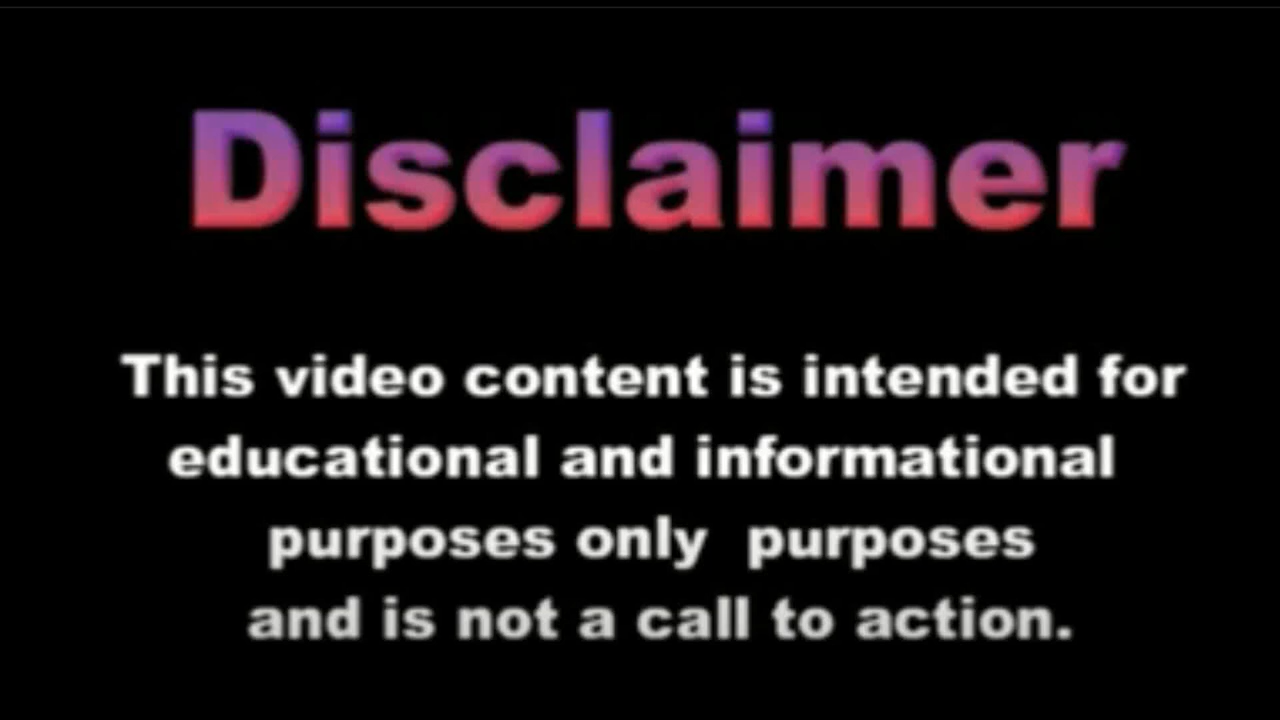 Disclaimer
This video content is intended for
educational and informational
purposes only  purposes
and is not a call to action.